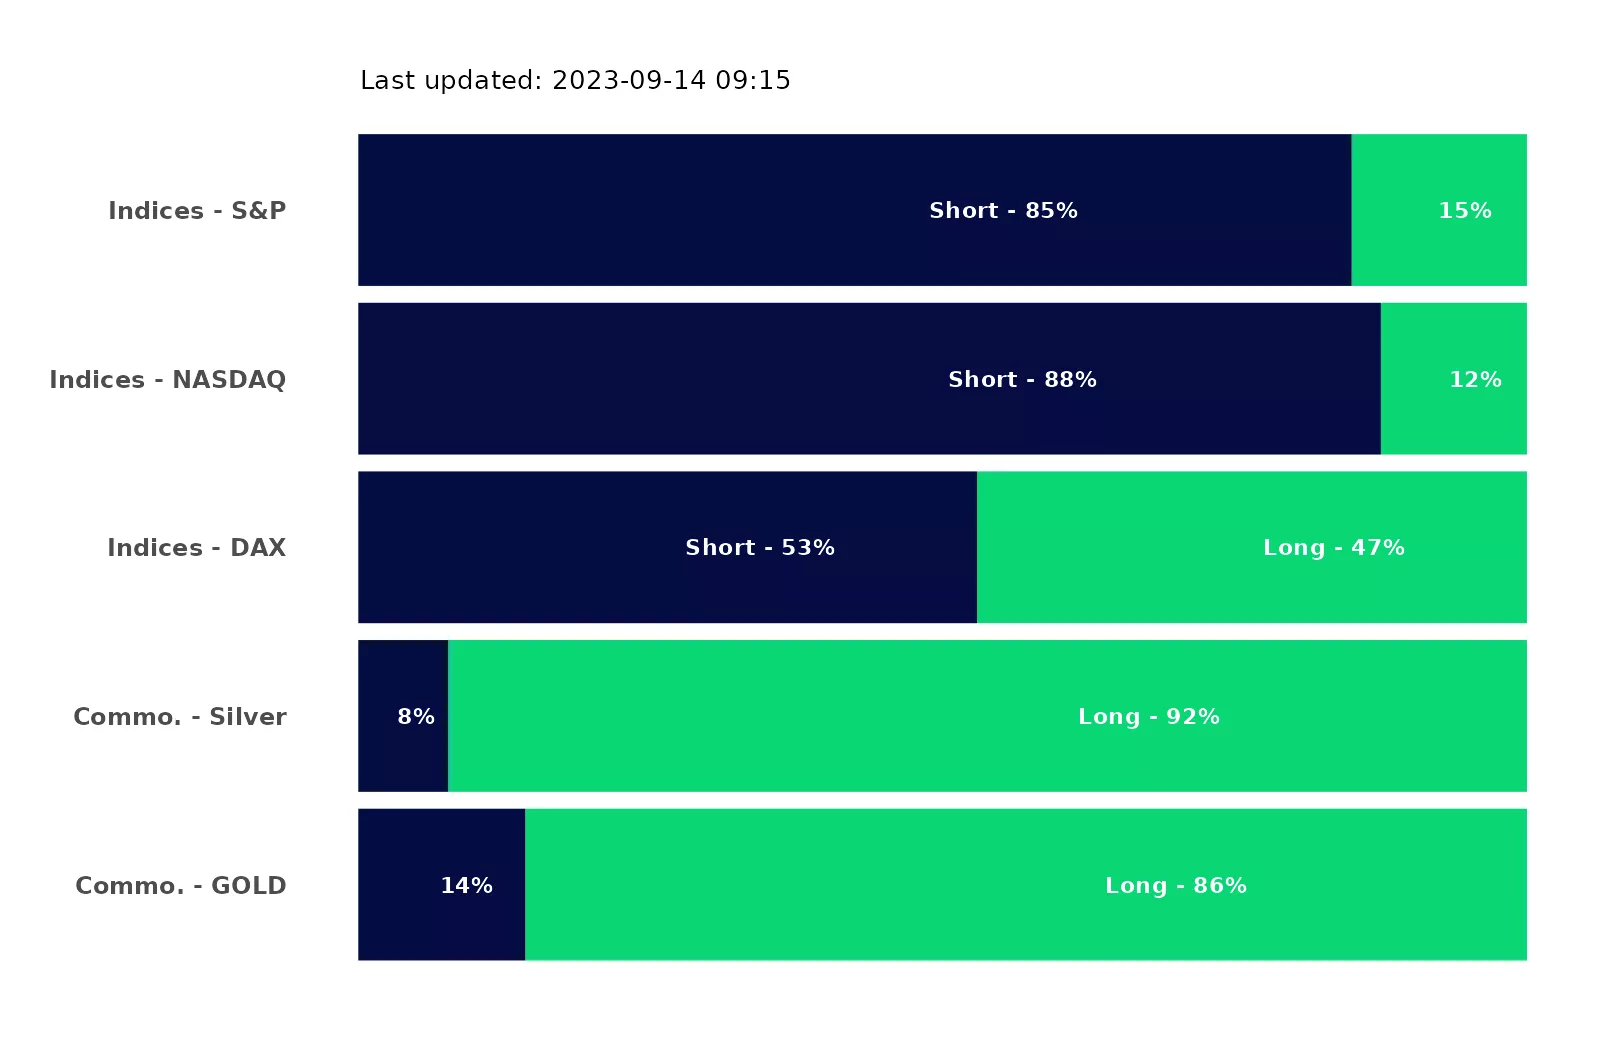 Last updated: 2023-09-14 09:15
Indices - S&P Short - 85% 15%
Indices - NASDAQ Short - 88% 12%
Indices - DAX Short - 53% Long - 47%
Commo. - Silver 8% Long - 92%
Commo. - GOLD 14% Long - 86%